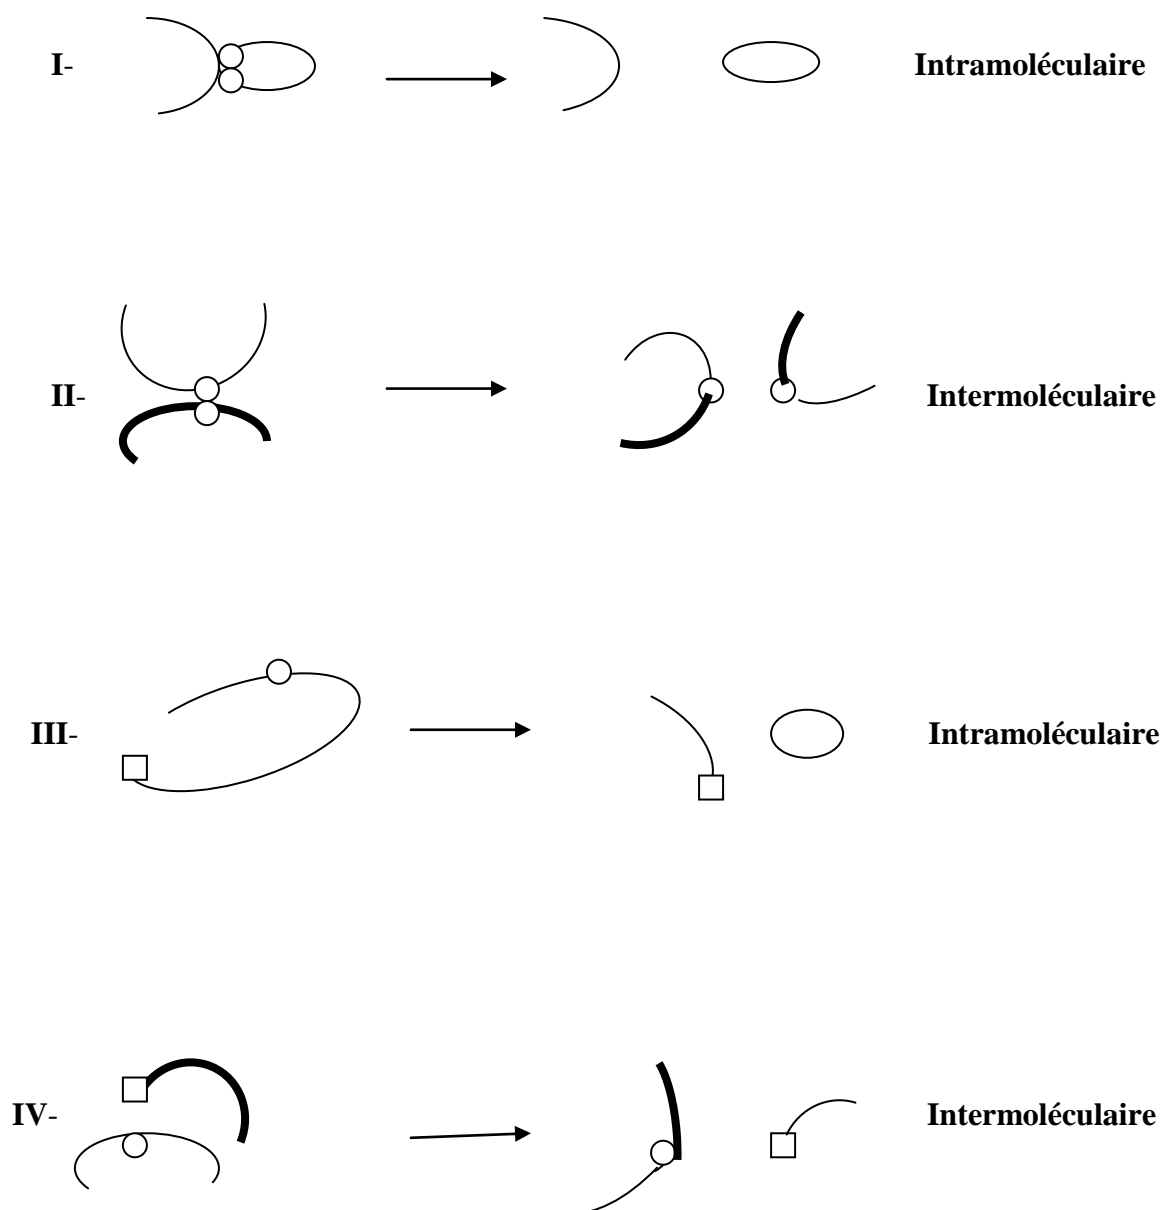 I- Intramoléculaire
II- Intermoléculaire
III- Intramoléculaire
IV- Intermoléculaire